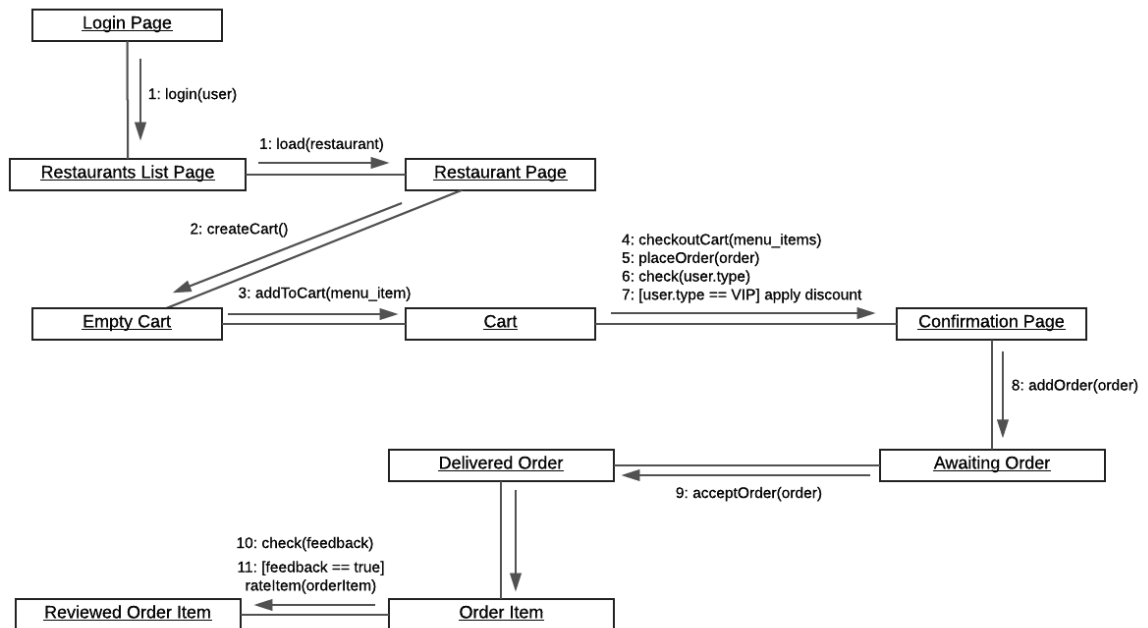 Login Page
1: login(user)
1: load(restaurant)
Restaurants List Page
Restaurant Page
2: createCart()
4: checkoutCart(menu_items)
5: placeOrder(order)
6: check(user.type)
7: [user.type == VIP] apply discount
3: addToCart(menu_item)
Empty Cart
Cart
Confirmation Page
8: addOrder(order)
Delivered Order
Awaiting Order
9: acceptOrder(order)
10: check(feedback)
11: [feedback == true]
rateItem(orderItem)
Reviewed Order Item
Order Item